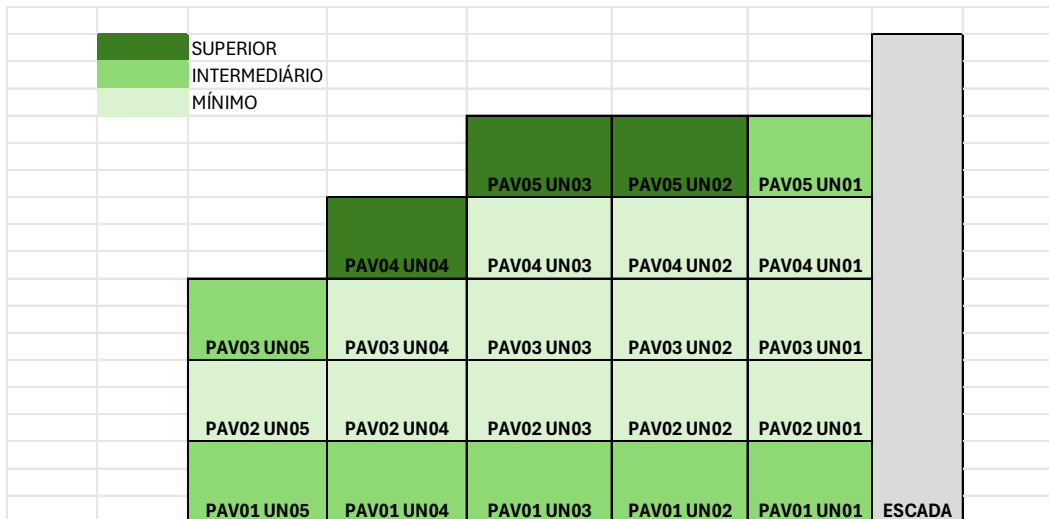 SUPERIOR
INTERMEDIÁRIO
MÍNIMO
PAV05 UN03 PAV05 UN02 PAV05 UN01
PAV04 UN04 PAV04 UN03 PAV04 UN02 PAV04 UN01
PAV03 UN05 PAV03 UN04 PAV03 UN03 PAV03 UN02 PAV03 UN01
PAV02 UN05 PAV02 UN04 PAV02 UN03 PAV02 UN02 PAV02 UN01
PAV01 UN05 PAV01 UN04 PAV01 UN03 PAV01 UN02 PAV01 UN01 ESCADA